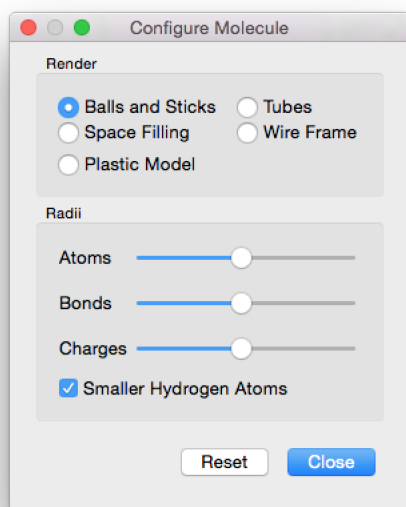 Configure Molecule
Render
Balls and Sticks Tubes
Space Filling Wire Frame
Plastic Model
Radii
Atoms
Bonds
Charges
Smaller Hydrogen Atoms
Reset Close